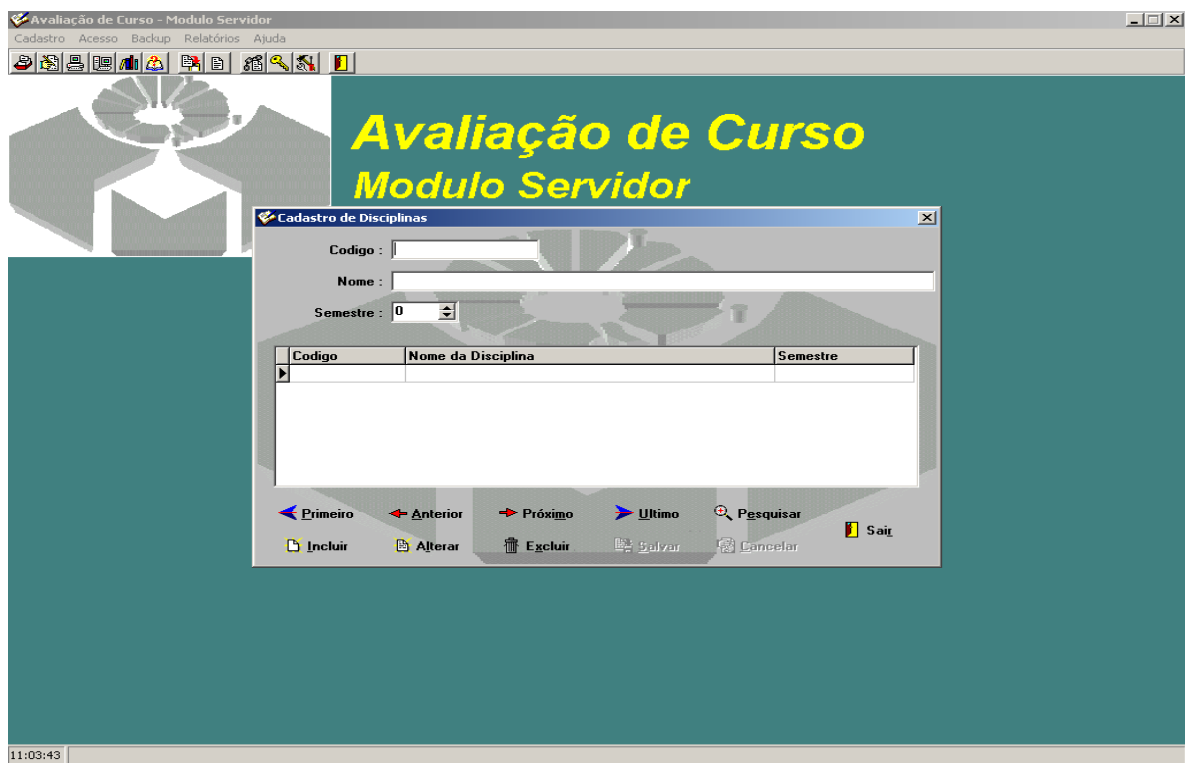 Avaliação de Curso - Modulo Servidor
Cadastro Acesso Backup Relatórios Ajuda
Avaliação de Curso
Modulo Servidor
Cadastro de Disciplinas
Codigo :
Nome :
Semestre : 0
Codigo Nome da Disciplina Semestre
Primeiro Anterior Próximo Ultimo Pesquisar
Sair
Incluir Alterar Excluir Salvar Cancelar
11:03:43